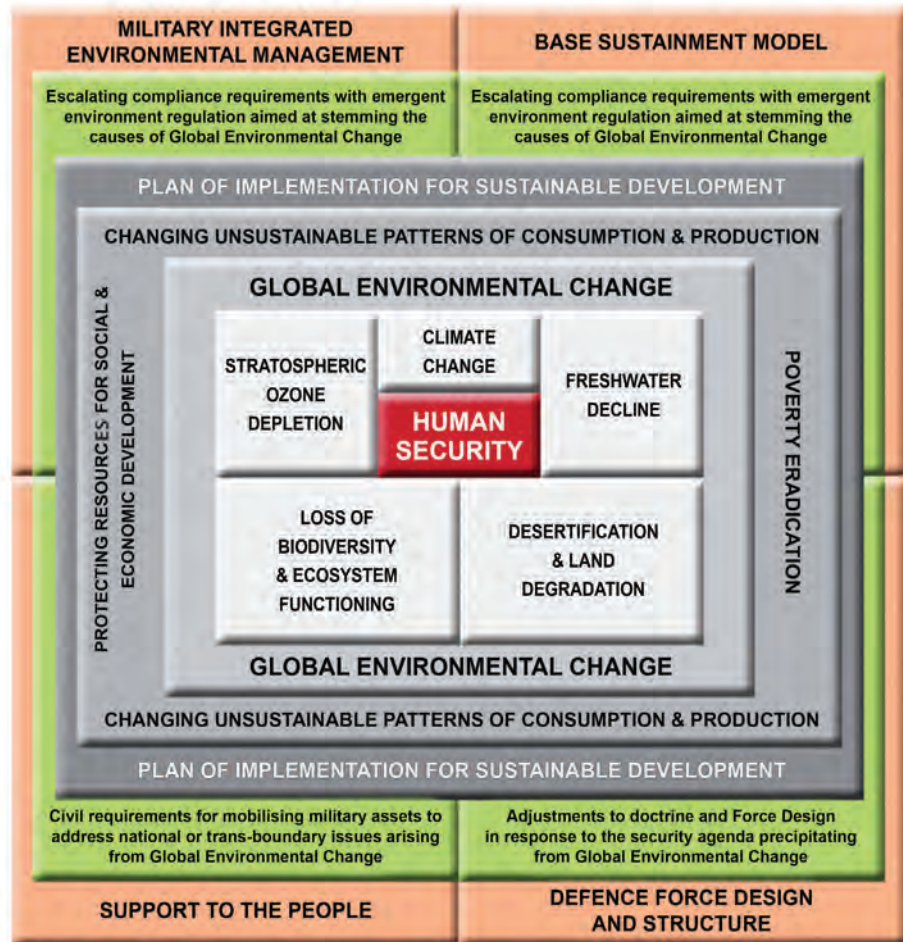 MILITARY INTEGRATED
ENVIRONMENTAL MANAGEMENT
BASE SUSTAINMENT MODEL
Escalating compliance requirements with emergent
environment regulation aimed at stemming the
causes of Global Environmental Change
Escalating compliance requirements with emergent
environment regulation aimed at stemming the
causes of Global Environmental Change
PLAN OF IMPLEMENTATION FOR SUSTAINABLE DEVELOPMENT
CHANGING UNSUSTAINABLE PATTERNS OF CONSUMPTION & PRODUCTION
PROTECTING RESOURCES FOR SOCIAL &
ECONOMIC DEVELOPMENT
GLOBAL ENVIRONMENTAL CHANGE
STRATOSPHERIC
OZONE
DEPLETION
CLIMATE
CHANGE
FRESHWATER
DECLINE
HUMAN
SECURITY
LOSS OF
BIODIVERSITY
& ECOSYSTEM
FUNCTIONING
DESERTIFICATION
& LAND
DEGRADATION
POVERTY ERADICATION
GLOBAL ENVIRONMENTAL CHANGE
CHANGING UNSUSTAINABLE PATTERNS OF CONSUMPTION & PRODUCTION
PLAN OF IMPLEMENTATION FOR SUSTAINABLE DEVELOPMENT
Civil requirements for mobilising military assets to
address national or trans-boundary issues arising
from Global Environmental Change
Adjustments to doctrine and Force Design
in response to the security agenda precipitating
from Global Environmental Change
SUPPORT TO THE PEOPLE
DEFENCE FORCE DESIGN
AND STRUCTURE